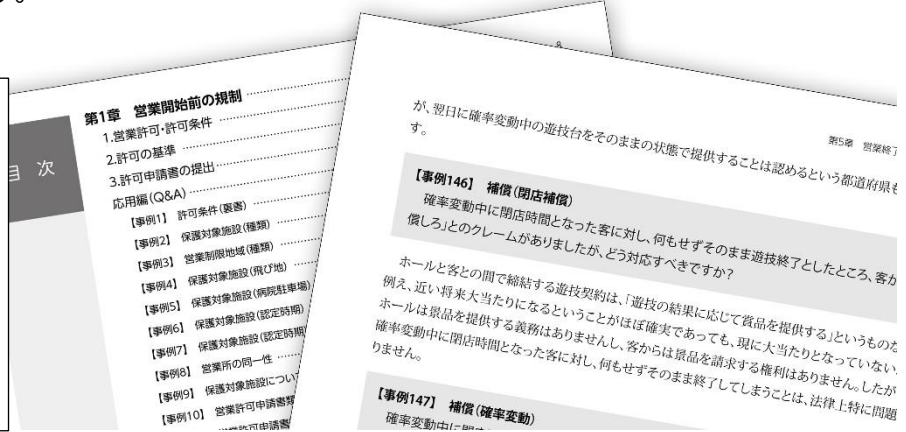 る。
目 次
第1章 営業開始前の規制
1.営業許可・許可条件
2.許可の基準
3.許可申請書の提出
応用編(Q&A)
【事例1】 許可条件(裏書)
【事例2】 保護対象施設(種類)
【事例3】 営業制限地域(種類)
【事例4】 保護対象施設(飛び地)
【事例5】 保護対象施設(病院駐車場)
【事例6】 保護対象施設(認定時期)
【事例7】 保護対象施設(認定時期
【事例8】 営業所の同一性
【事例9】 保護対象施設につい
【事例10】 営業許可申請書類
営業許可申請書
第5章 営業終了
が、翌日に確率変動中の遊技台をそのままの状態で提供することは認めるという都道府県も
す。
【事例146】 補償(閉店補償)
確率変動中に閉店時間となった客に対し、何もせずそのまま遊技終了としたところ、客か
償しろ」とのクレームがありましたが、どう対応すべきですか?
ホールと客との間で締結する遊技契約は、「遊技の結果に応じて賞品を提供する」というものな
例え、近い将来大当たりになるということがほぼ確実であっても、現に大当たりとなっていない
ホールは景品を提供する義務はありませんし、客からは景品を請求する権利はありません。したが
確率変動中に閉店時間となった客に対し、何もせずそのまま終了してしまうことは、法律上特に問題
りません。
【事例147】 補償(確率変動)
確率変動中に閉